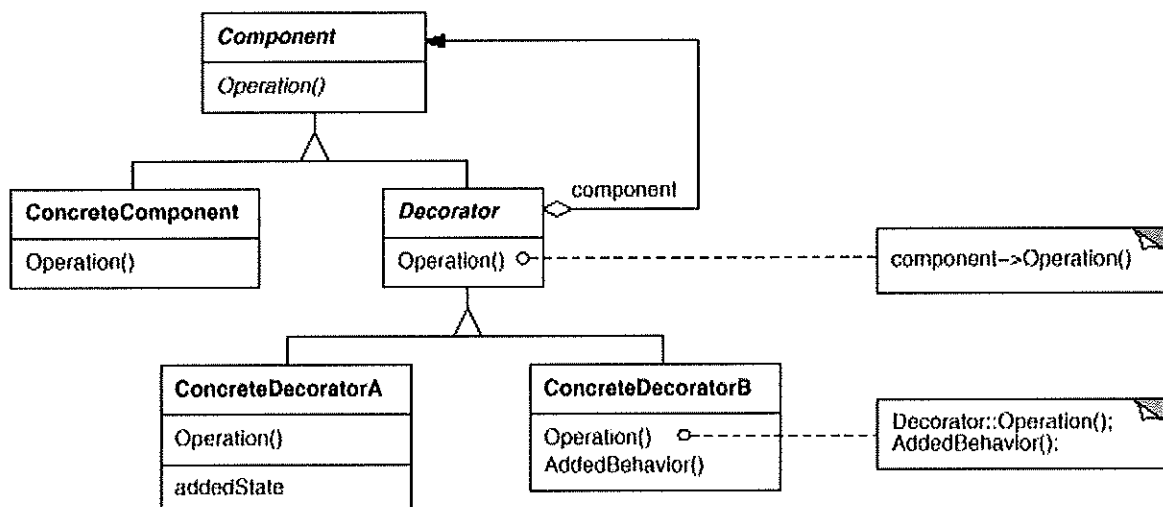 Component
Operation()
component
ConcreteComponent
Operation()
Decorator
Operation()
component->Operation()
ConcreteDecoratorA
Operation()
addedState
ConcreteDecoratorB
Operation()
AddedBehavior()
Decorator::Operation();
AddedBehavior();